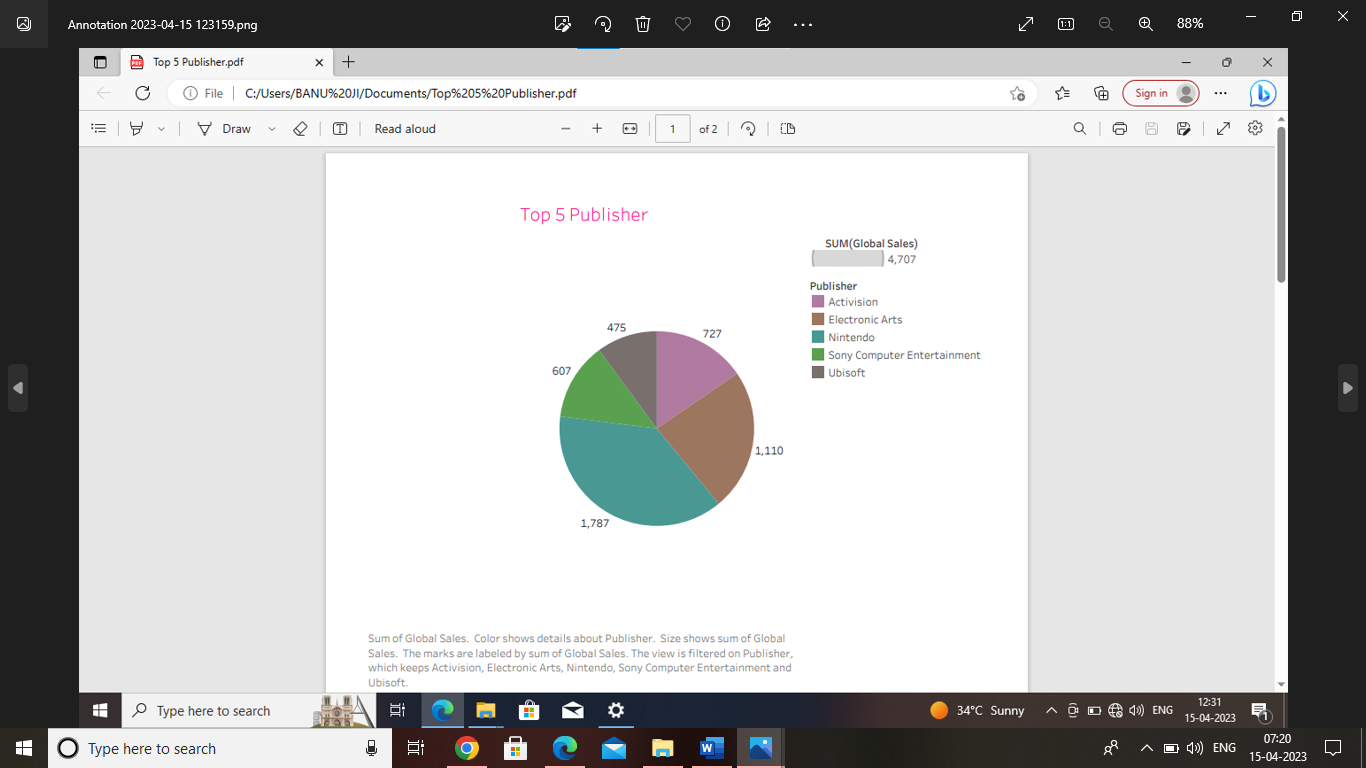 Annotation 2023-04-15 123159.png
88%
Top 5 Publisher.pdf
File
C:/Users/BANU%20JI/Documents/Top%205%20Publisher.pdf
Sign in
Draw
Read aloud
1
of 2
Top 5 Publisher
SUM(Global Sales)
4,707
Publisher
Activision
Electronic Arts
Nintendo
Sony Computer Entertainment
Ubisoft
475
727
607
1,110
1,787
Sum of Global Sales. Color shows details about Publisher. Size shows sum of Global
Sales. The marks are labeled by sum of Global Sales. The view is filtered on Publisher,
which keeps Activision, Electronic Arts, Nintendo, Sony Computer Entertainment and
Ubisoft.
Type here to search
34°C Sunny
ENG
12:31
15-04-2023
1
Type here to search
ENG
07:20
15-04-2023